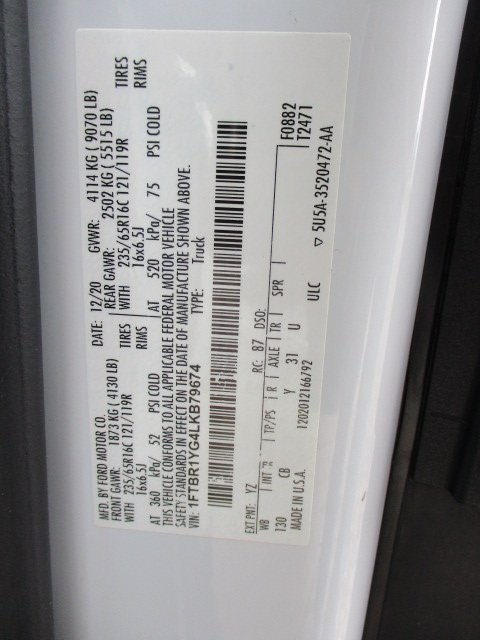 MFD. BY FORD MOTOR CO.
DATE: 12/20 GVWR: 4114 KG ( 9070 LB)
FRONT GAWR: 1873 KG ( 4130 LB) REAR GAWR: 2502 KG ( 5515 LB)
WITH 235/65R16C 121/119R TIRES WITH 235/65R16C 121/119R TIRES
16x6.5J RIMS 16x6.5J RIMS
AT 360 kPa/ 52 PSI COLD AT 520 kPa/ 75 PSI COLD
THIS VEHICLE CONFORMS TO ALL APPLICABLE FEDERAL MOTOR VEHICLE
SAFETY STANDARDS IN EFFECT ON THE DATE OF MANUFACTURE SHOWN ABOVE.
VIN: 1FTBR1YG4LKB79674 TYPE: Truck
EXT PNT: YZ RC: 87 DSO: F0882
WB INT TP/PS R AXLE TR SPR T2471
130 CB Y 31 U
MADE IN U.S.A. 1202012166792 ULC ▽ 5U5A-3520472-AA